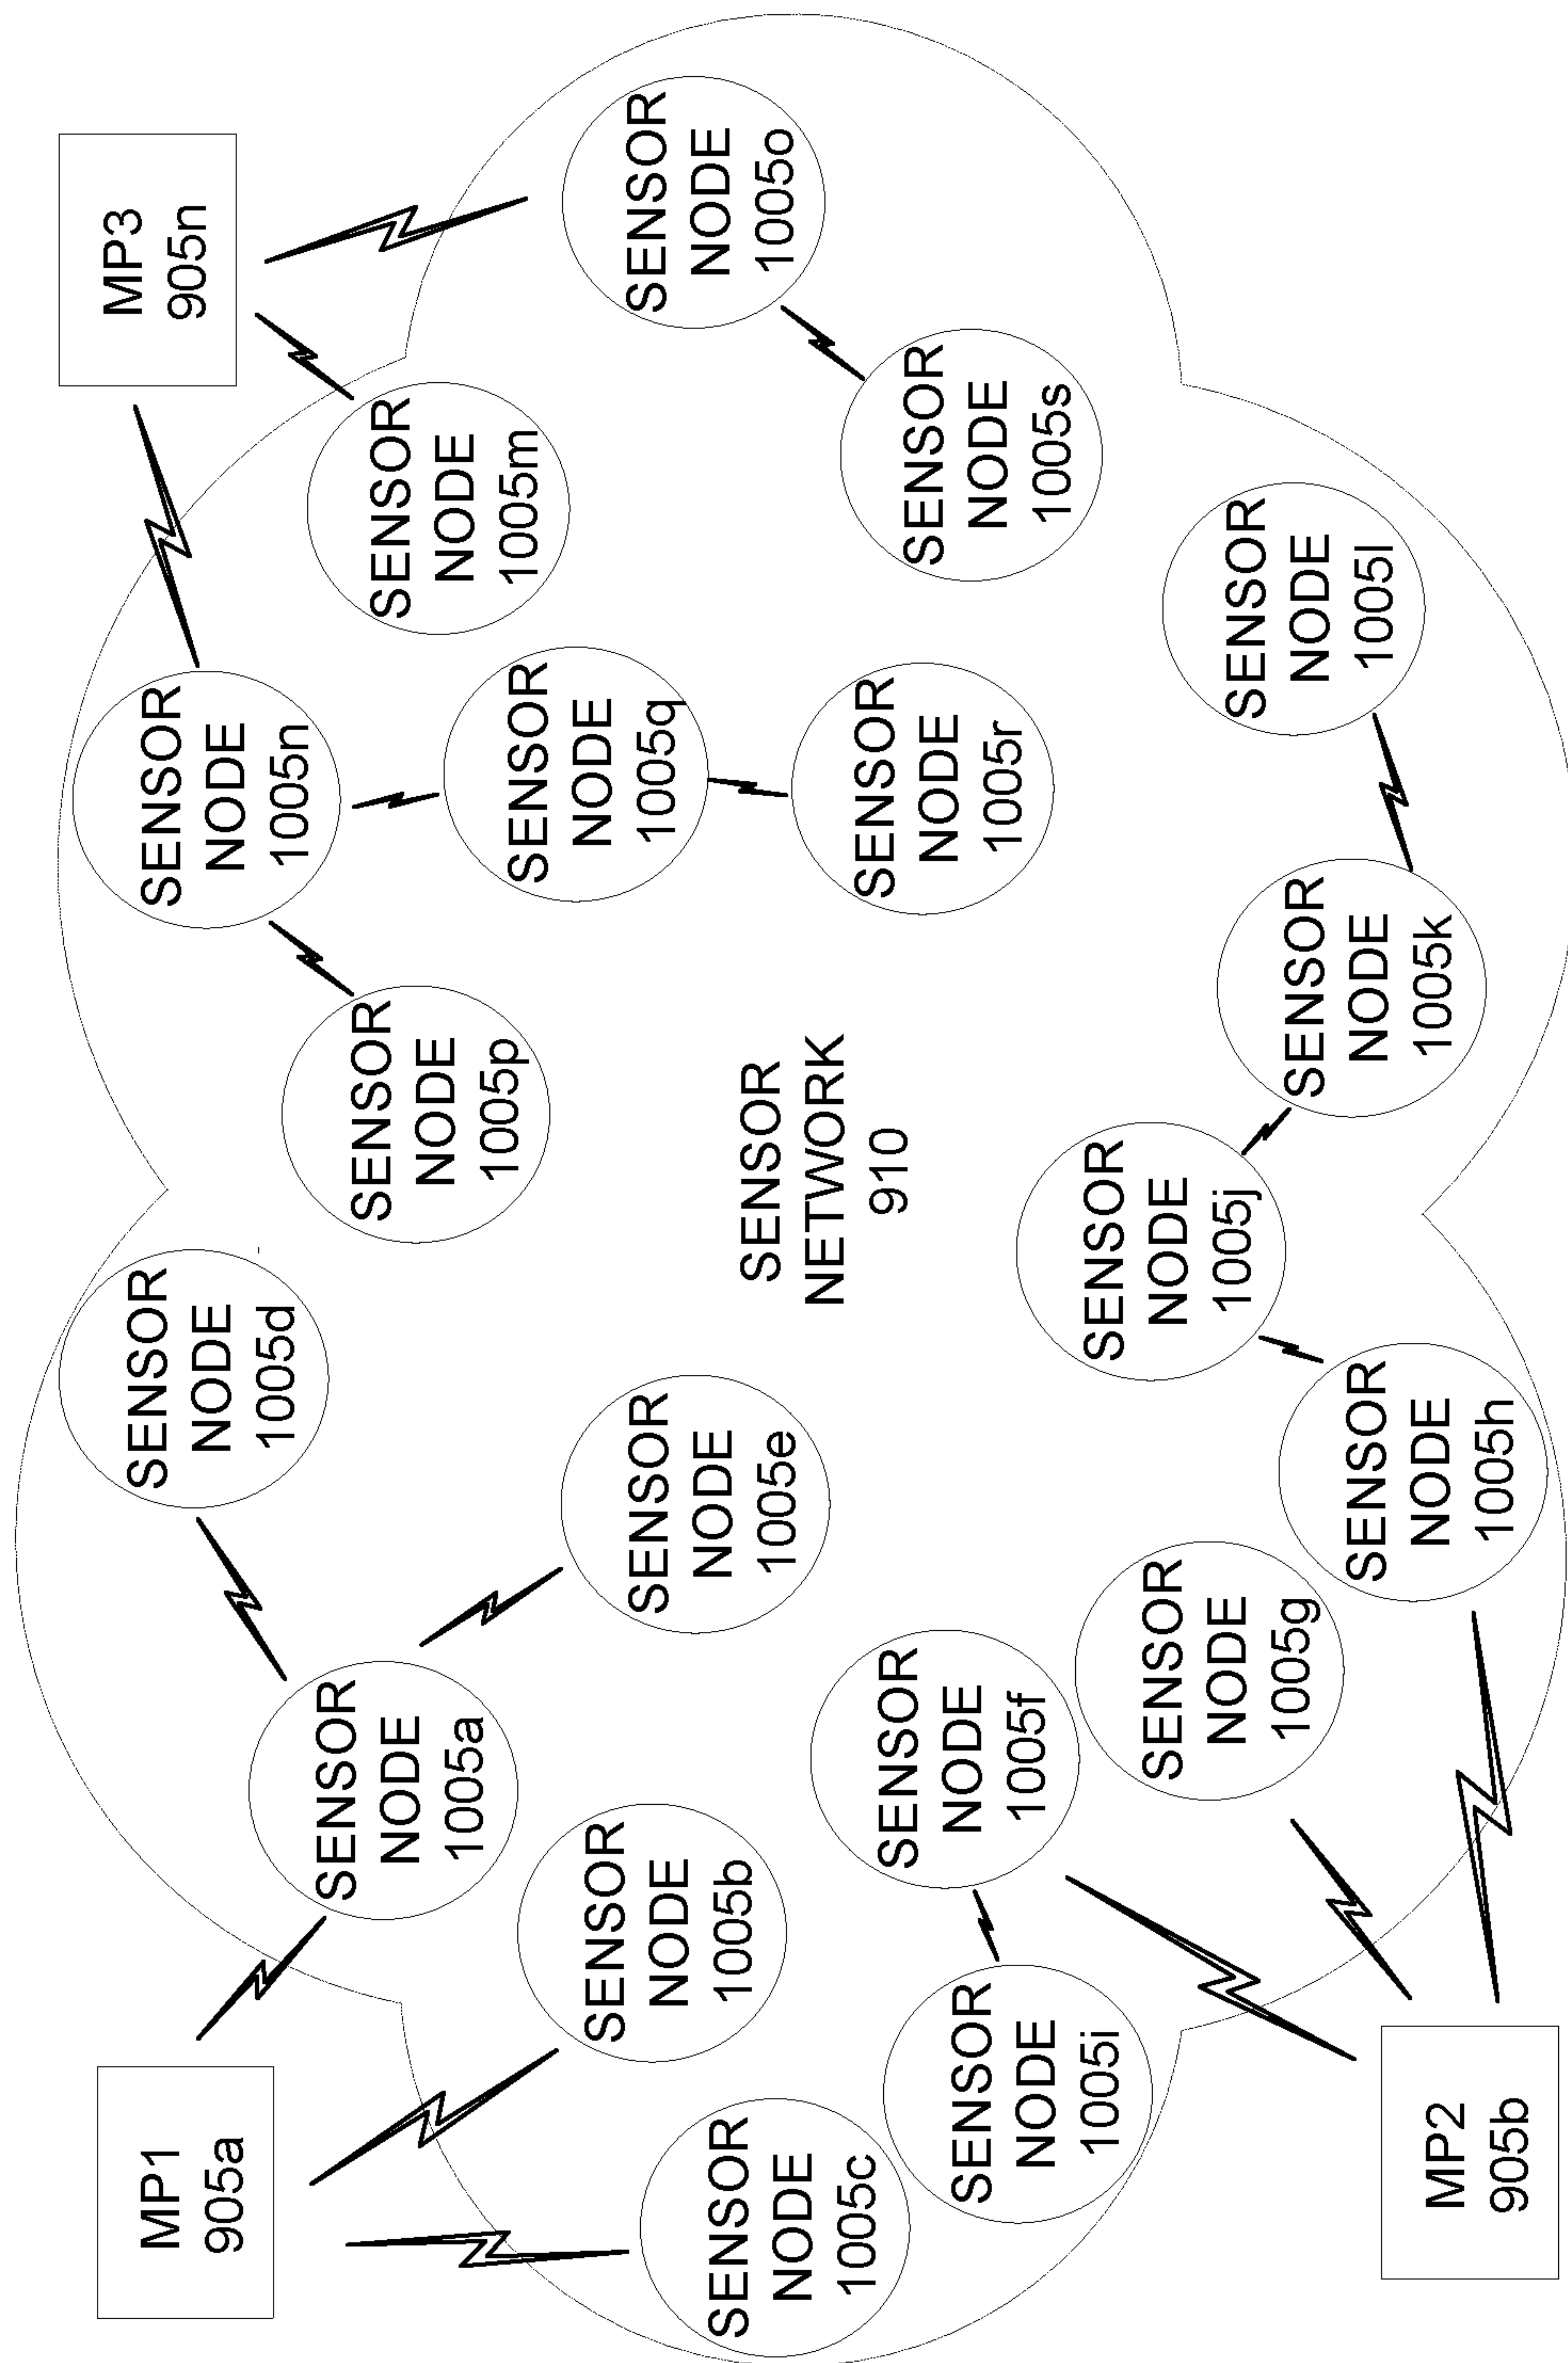 MP1
905a
SENSOR
NODE
1005a
SENSOR
NODE
1005d
SENSOR
NODE
1005n
MP3
905n
SENSOR
NODE
1005p
SENSOR
NODE
1005m
SENSOR
NODE
1005b
SENSOR
NODE
1005e
SENSOR
NODE
1005q
SENSOR
NODE
1005o
SENSOR
NODE
1005c
SENSOR
NETWORK
910
SENSOR
NODE
1005r
SENSOR
NODE
1005s
SENSOR
NODE
1005i
SENSOR
NODE
1005f
SENSOR
NODE
1005g
SENSOR
NODE
1005j
SENSOR
NODE
1005l
SENSOR
NODE
1005h
SENSOR
NODE
1005k
MP2
905b